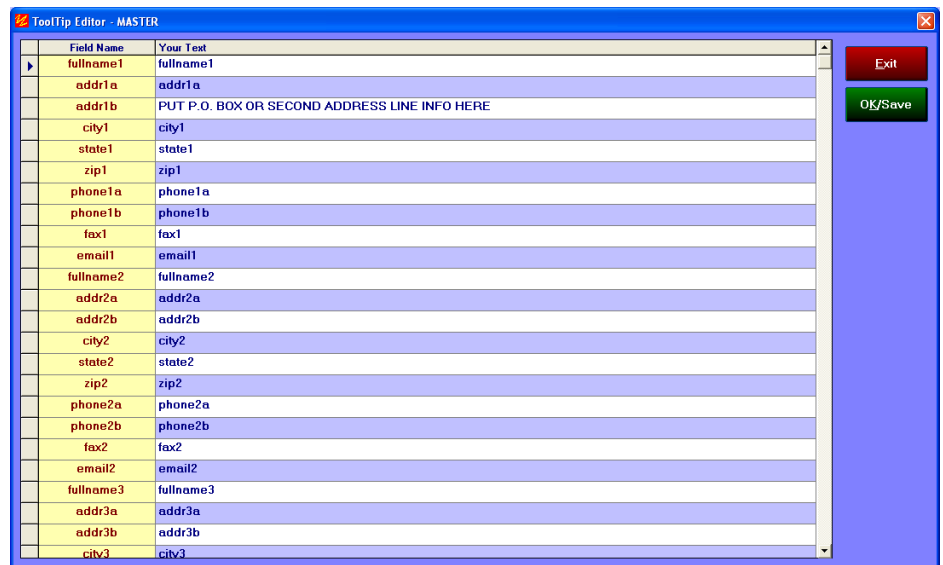 ToolTip Editor - MASTER
Field Name Your Text
fullname1 fullname1
addr1a addr1a
addr1b PUT P.O. BOX OR SECOND ADDRESS LINE INFO HERE
city1 city1
state1 state1
zip1 zip1
phone1a phone1a
phone1b phone1b
fax1 fax1
email1 email1
fullname2 fullname2
addr2a addr2a
addr2b addr2b
city2 city2
state2 state2
zip2 zip2
phone2a phone2a
phone2b phone2b
fax2 fax2
email2 email2
fullname3 fullname3
addr3a addr3a
addr3b addr3b
city3 city3
Exit
OK/Save